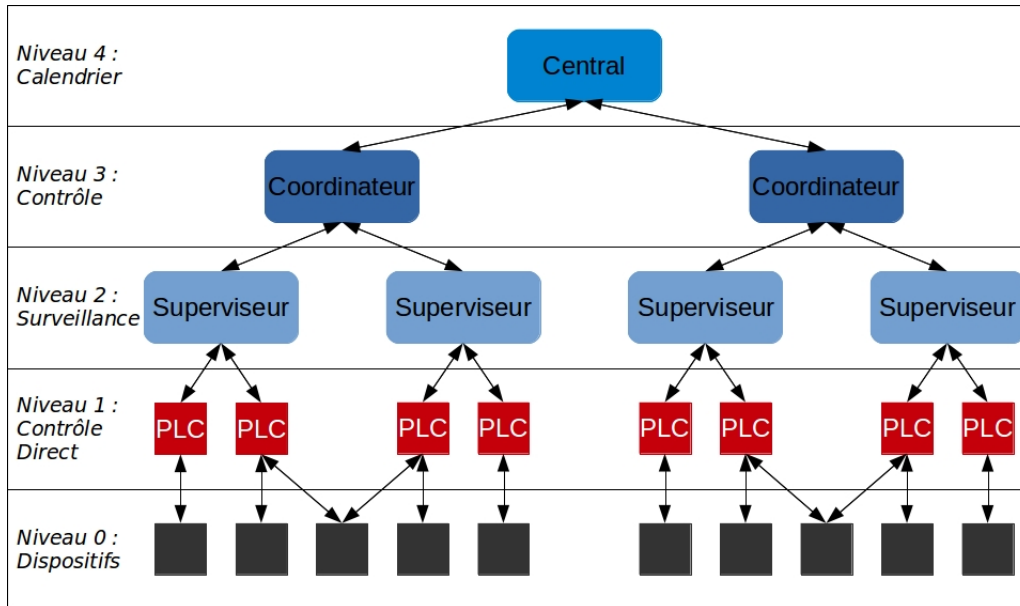 Niveau 4 :
Calendrier
Central
Niveau 3 :
Contrôle
Coordinateur
Coordinateur
Niveau 2 :
Surveillance
Superviseur
Superviseur
Superviseur
Superviseur
Niveau 1 :
Contrôle
Direct
PLC
PLC
PLC
PLC
PLC
PLC
PLC
PLC
Niveau 0 :
Dispositifs